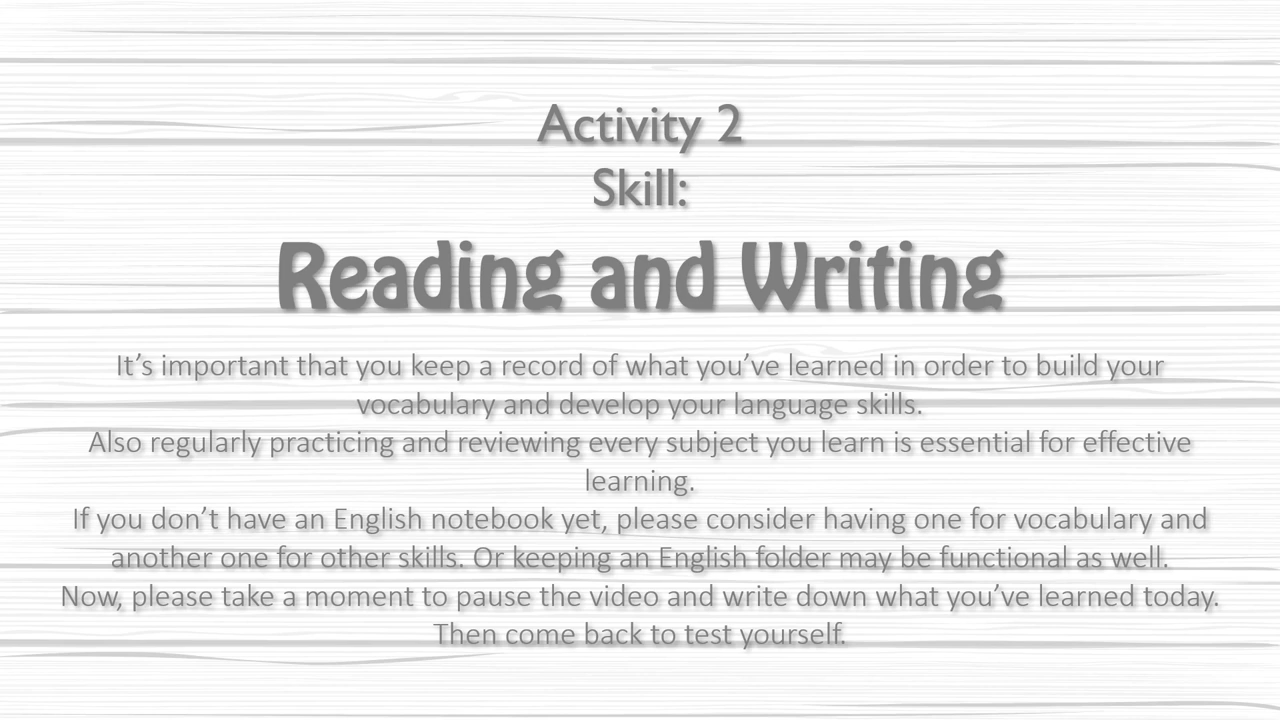 Activity 2
Skill:
Reading and Writing
It’s important that you keep a record of what you’ve learned in order to build your
vocabulary and develop your language skills.
Also regularly practicing and reviewing every subject you learn is essential for effective
learning.
If you don’t have an English notebook yet, please consider having one for vocabulary and
another one for other skills. Or keeping an English folder may be functional as well.
Now, please take a moment to pause the video and write down what you’ve learned today.
Then come back to test yourself.